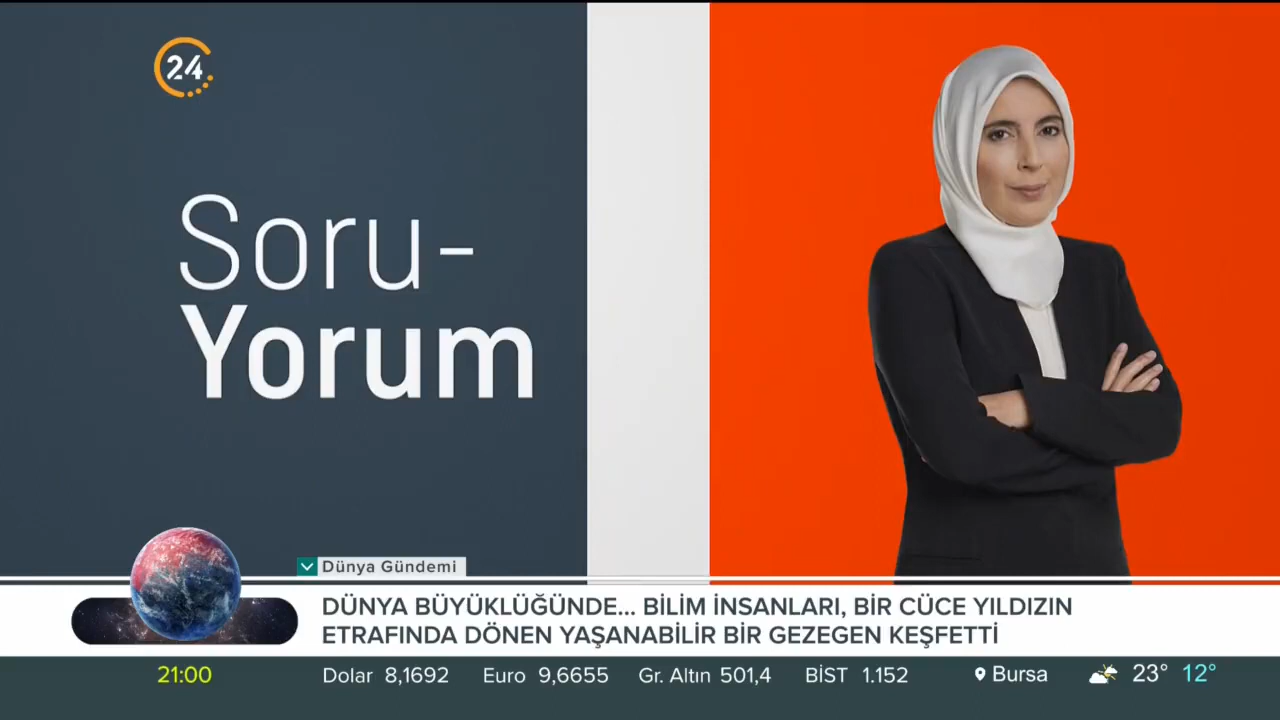 24
Soru-
Yorum
Dünya Gündemi
DÜNYA BÜYÜKLÜĞÜNDE... BİLİM İNSANLARI, BİR CÜCE YILDIZIN
ETRAFINDA DÖNEN YAŞANABİLİR BİR GEZEGEN KEŞFETTİ
21:00 Dolar 8,1692 Euro 9,6655 Gr. Altın 501,4 BİST 1.152 Bursa 23° 12°